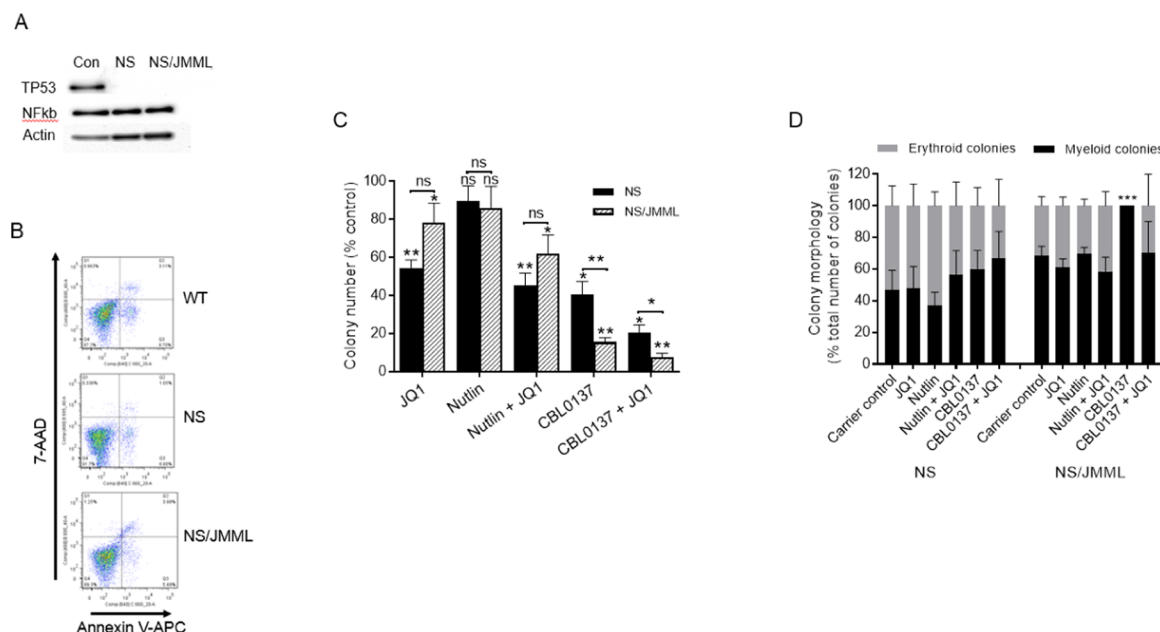 A
Con NS NS/JMML
TP53
NFkb
Actin
B
WT
NS
NS/JMML
7-AAD
Annexin V-APC
C
Colony number (% control)
100
80
60
40
20
0
NS
NS/JMML
ns
** *
ns
ns ns
ns
** *
**
* **
*
* **
JQ1
Nutlin
Nutlin + JQ1
CBL0137
CBL0137 + JQ1
D
Erythroid colonies
Myeloid colonies
Colony morphology
(% total number of colonies)
120
100
80
60
40
20
0
***
Carrier control
JQ1
Nutlin
Nutlin + JQ1
CBL0137
CBL0137 + JQ1
Carrier control
JQ1
Nutlin
Nutlin + JQ1
CBL0137
CBL0137 + JQ1
NS
NS/JMML